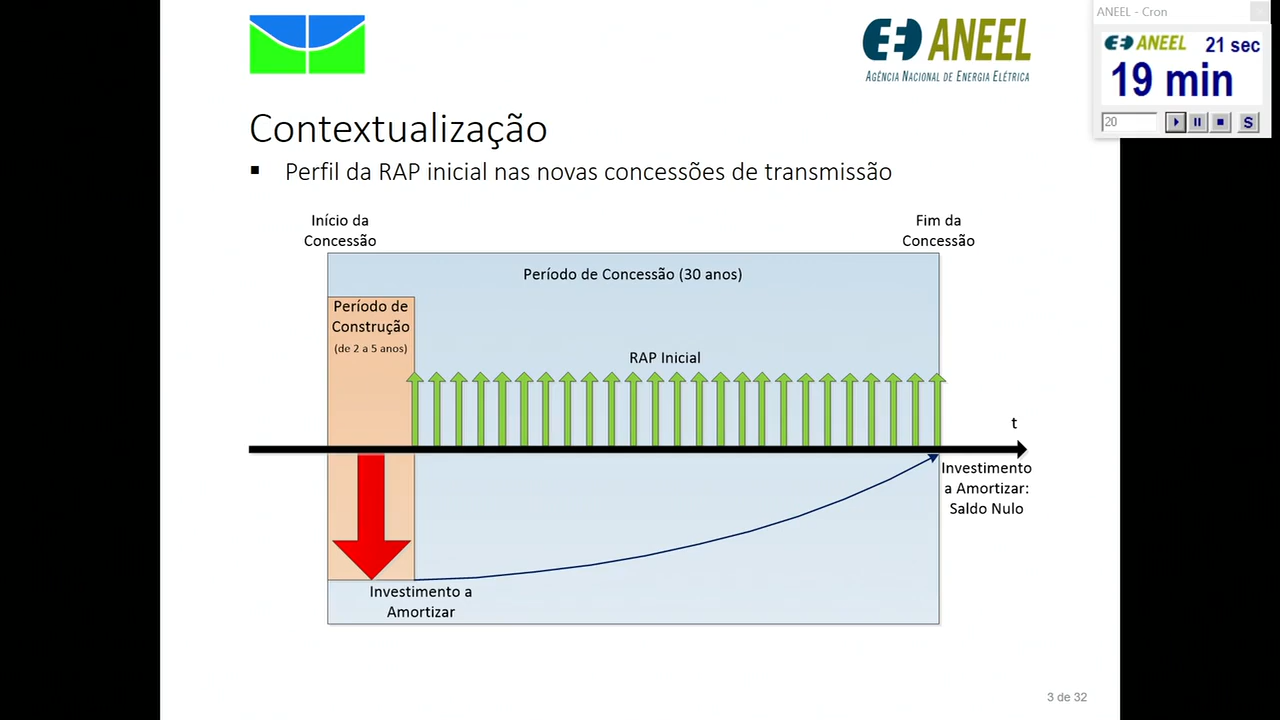 ANEEL
AGÊNCIA NACIONAL DE ENERGIA ELÉTRICA
ANEEL - Cron
ANEEL 21 sec
19 min
20
S
Contextualização
▪ Perfil da RAP inicial nas novas concessões de transmissão
Início da
Concessão
Fim da
Concessão
Período de Concessão (30 anos)
Período de
Construção
(de 2 a 5 anos)
RAP Inicial
t
Investimento
a Amortizar:
Saldo Nulo
Investimento a
Amortizar
3 de 32